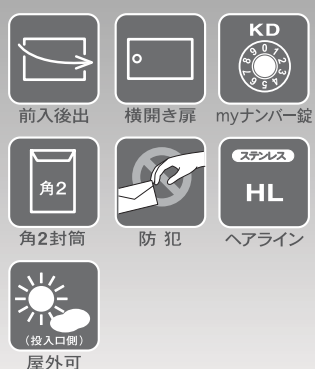 前入後出
横開き扉
KD
0 1 2 3 4 5 6 7 8 9
myナンバー錠
角2
角2封筒
防 犯
ステンレス
HL
ヘアライン
(投入口側)
屋外可